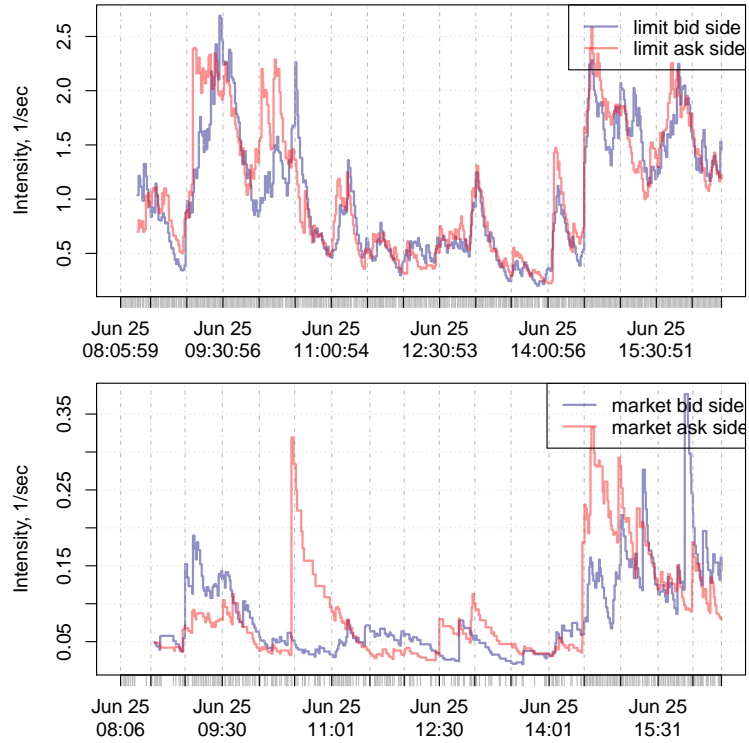 limit bid side
limit ask side
Intensity, 1/sec
2.5
2.0
1.5
1.0
0.5
Jun 25 Jun 25 Jun 25 Jun 25 Jun 25 Jun 25
08:05:59 09:30:56 11:00:54 12:30:53 14:00:56 15:30:51
market bid side
market ask side
Intensity, 1/sec
0.35
0.25
0.15
0.05
Jun 25 Jun 25 Jun 25 Jun 25 Jun 25 Jun 25
08:06 09:30 11:01 12:30 14:01 15:31